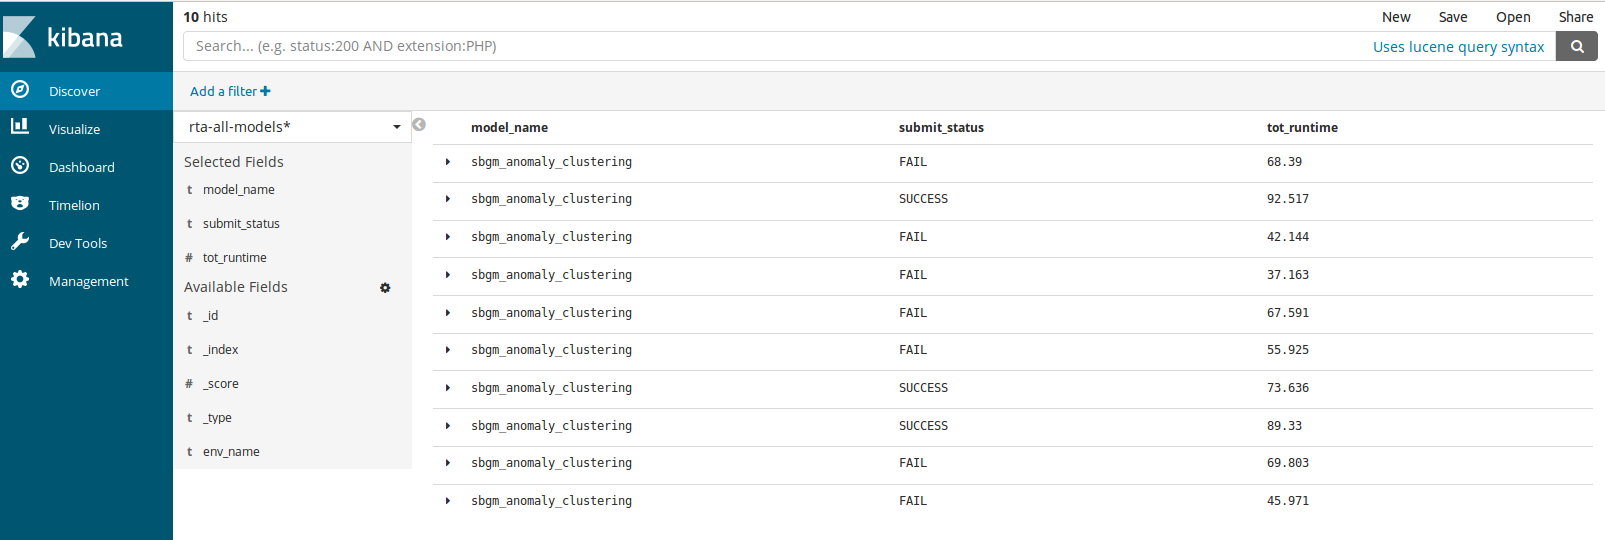 10 hits
New Save Open Share
kibana
Search... (e.g. status:200 AND extension:PHP) Uses lucene query syntax
Discover
Visualize
Dashboard
Timelion
Dev Tools
Management
Add a filter +
rta-all-models*
Selected Fields
t model_name
t submit_status
# tot_runtime
Available Fields
t _id
t _index
# _score
t _type
t env_name
model_name submit_status tot_runtime
sbgm_anomaly_clustering FAIL 68.39
sbgm_anomaly_clustering SUCCESS 92.517
sbgm_anomaly_clustering FAIL 42.144
sbgm_anomaly_clustering FAIL 37.163
sbgm_anomaly_clustering FAIL 67.591
sbgm_anomaly_clustering FAIL 55.925
sbgm_anomaly_clustering SUCCESS 73.636
sbgm_anomaly_clustering SUCCESS 89.33
sbgm_anomaly_clustering FAIL 69.803
sbgm_anomaly_clustering FAIL 45.971